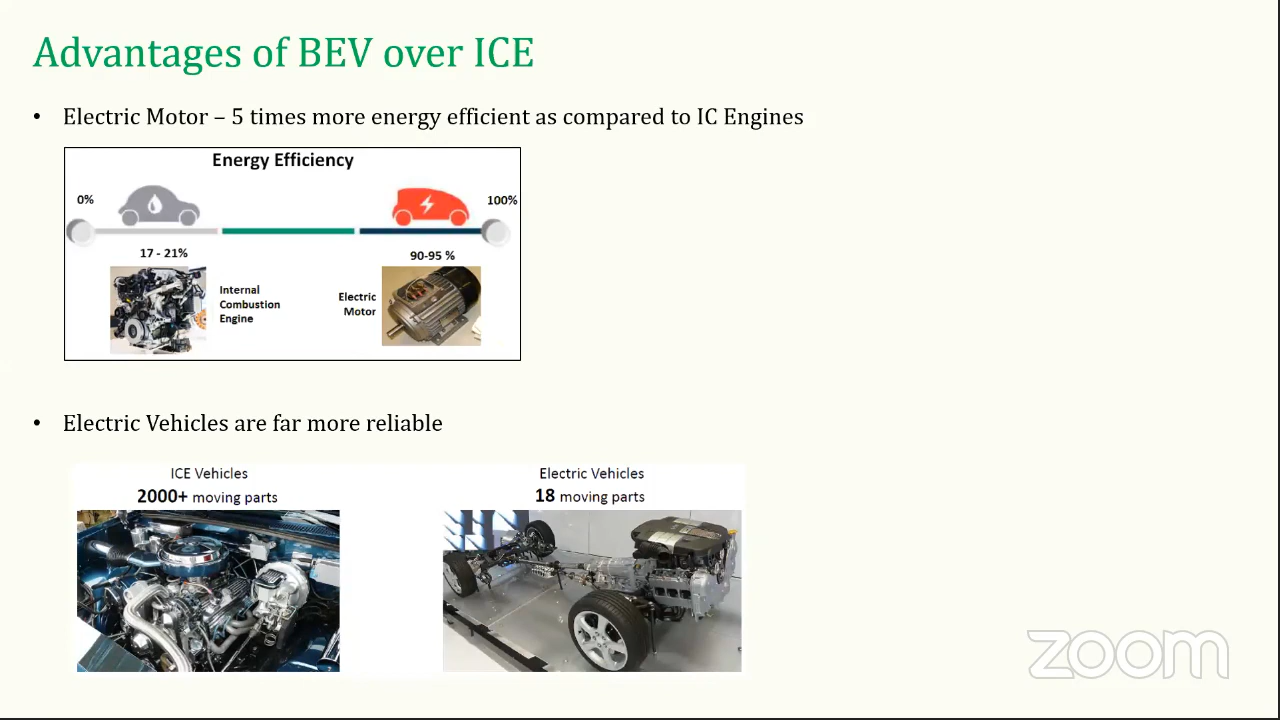 Advantages of BEV over ICE
• Electric Motor – 5 times more energy efficient as compared to IC Engines
Energy Efficiency
0%
100%
17 - 21%
90-95 %
Internal
Combustion
Engine
Electric
Motor
• Electric Vehicles are far more reliable
ICE Vehicles
2000+ moving parts
Electric Vehicles
18 moving parts
zoom